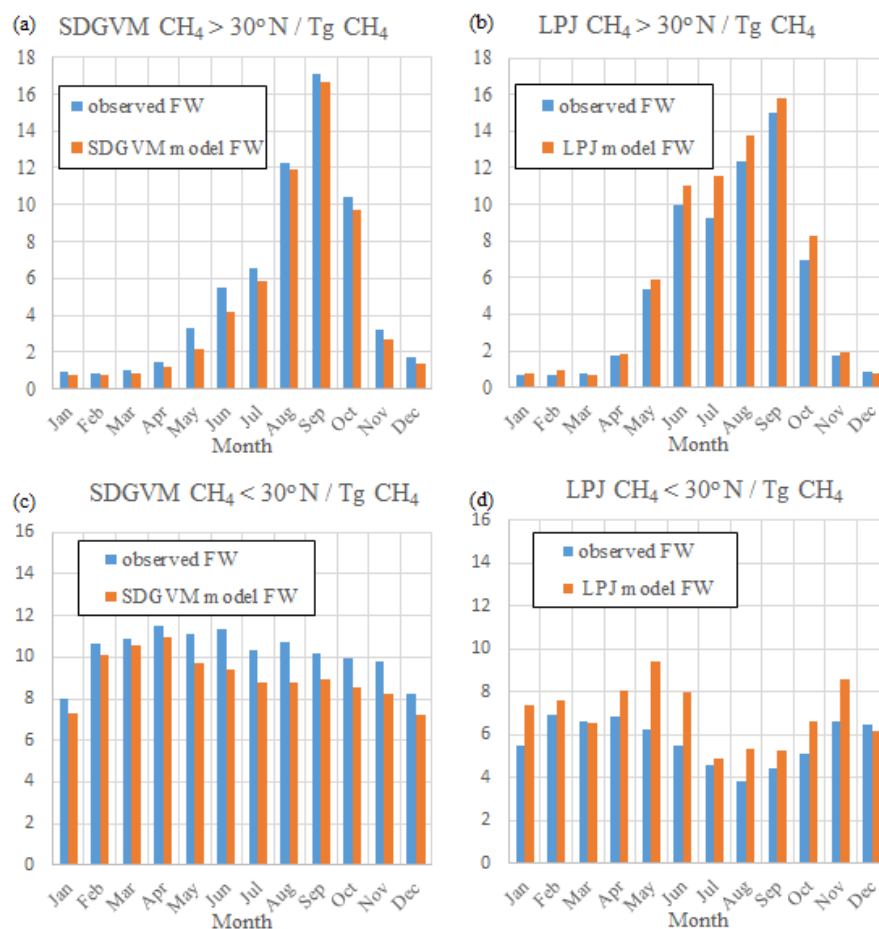 (a) SDGVM CH₄ > 30° N / Tg CH₄
18
16
14
12
10
8
6
4
2
0
observed FW
SDGVM model FW
Jan Feb Mar Apr May Jun Jul Aug Sep Oct Nov Dec
Month
(b) LPJ CH₄ > 30° N / Tg CH₄
18
16
14
12
10
8
6
4
2
0
observed FW
LPJ model FW
Jan Feb Mar Apr May Jun Jul Aug Sep Oct Nov Dec
Month
(c) SDGVM CH₄ < 30° N / Tg CH₄
16
14
12
10
8
6
4
2
0
observed FW
SDGVM model FW
Jan Feb Mar Apr May Jun Jul Aug Sep Oct Nov Dec
Month
(d) LPJ CH₄ < 30° N / Tg CH₄
16
14
12
10
8
6
4
2
0
observed FW
LPJ model FW
Jan Feb Mar Apr May Jun Jul Aug Sep Oct Nov Dec
Month